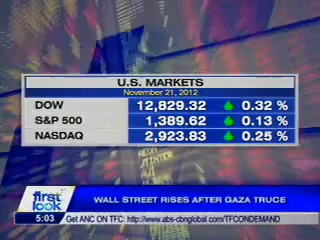 U.S. MARKETS
November 21, 2012
DOW 12,829.32 0.32 %
S&P 500 1,389.62 0.13 %
NASDAQ 2,923.83 0.25 %
first look
WALL STREET RISES AFTER GAZA TRUCE
5:03 Get ANC ON TFC: http://www.abs-cbnglobal.com/TFCONDEMAND